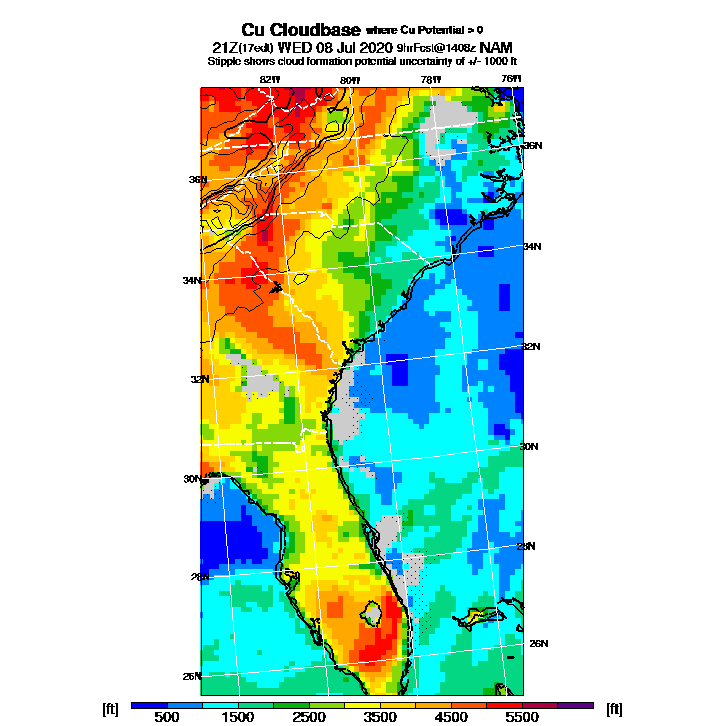 Cu Cloudbase where Cu Potential > 0
21Z(17edt) WED 08 Jul 2020 9hrFcst@1408z NAM
Stipple shows cloud formation potential uncertainty of +/- 1000 ft
82W 80W 78W 76W
36N
36N
34N
34N
32N
32N
30N
30N
28N
28N
26N
26N
[ft] 500 1500 2500 3500 4500 5500 [ft]